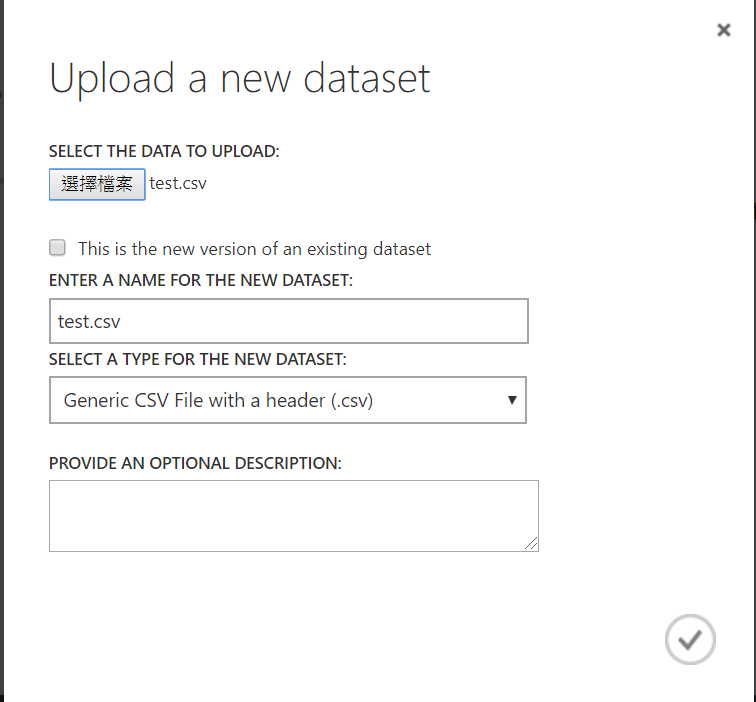 Upload a new dataset
SELECT THE DATA TO UPLOAD:
選擇檔案 test.csv
This is the new version of an existing dataset
ENTER A NAME FOR THE NEW DATASET:
test.csv
SELECT A TYPE FOR THE NEW DATASET:
Generic CSV File with a header (.csv)
PROVIDE AN OPTIONAL DESCRIPTION: